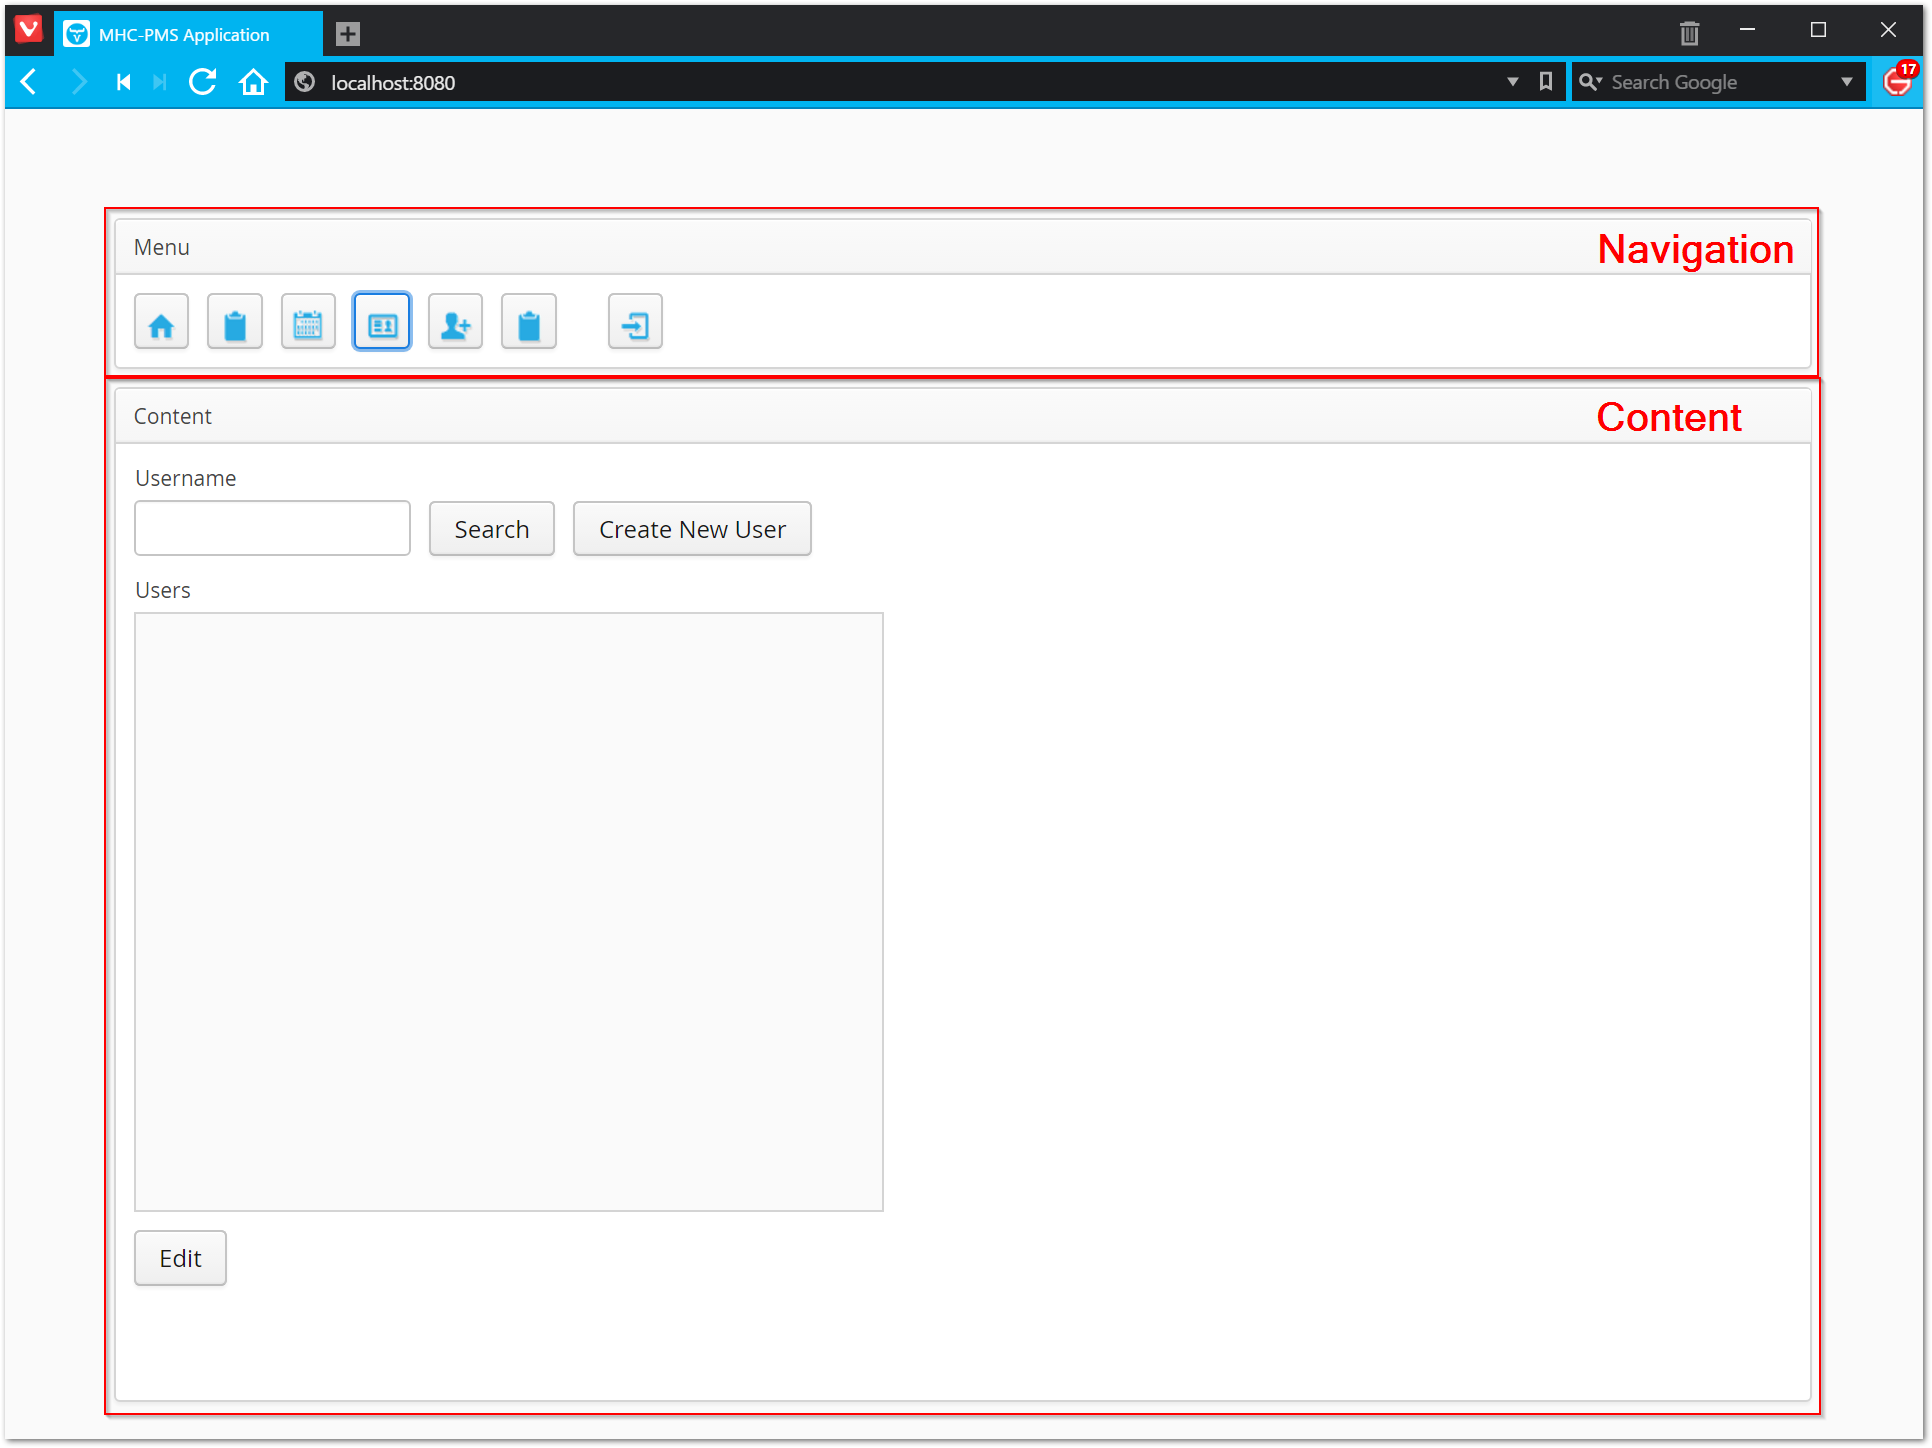 MHC-PMS Application
localhost:8080
Search Google
17
Menu
Navigation
Content
Content
Username
Search
Create New User
Users
Edit